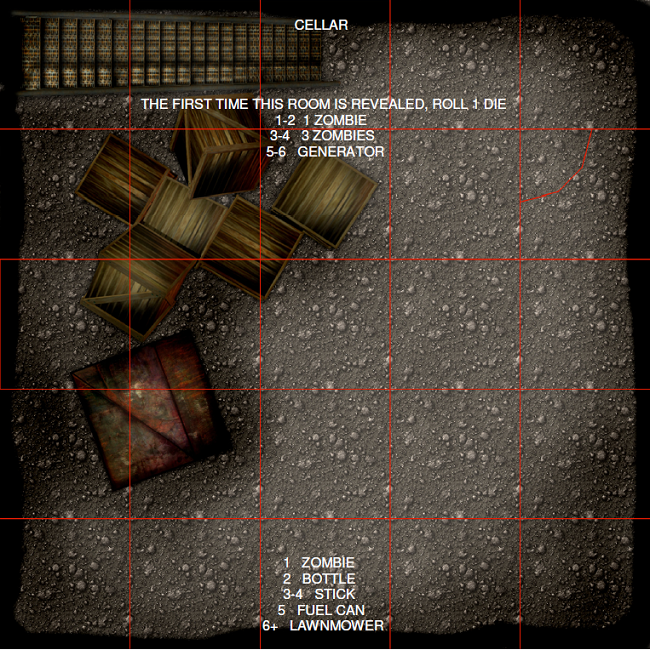 CELLAR
THE FIRST TIME THIS ROOM IS REVEALED, ROLL 1 DIE
1-2 1 ZOMBIE
3-4 3 ZOMBIES
5-6 GENERATOR
1 ZOMBIE
2 BOTTLE
3-4 STICK
5 FUEL CAN
6+ LAWNMOWER